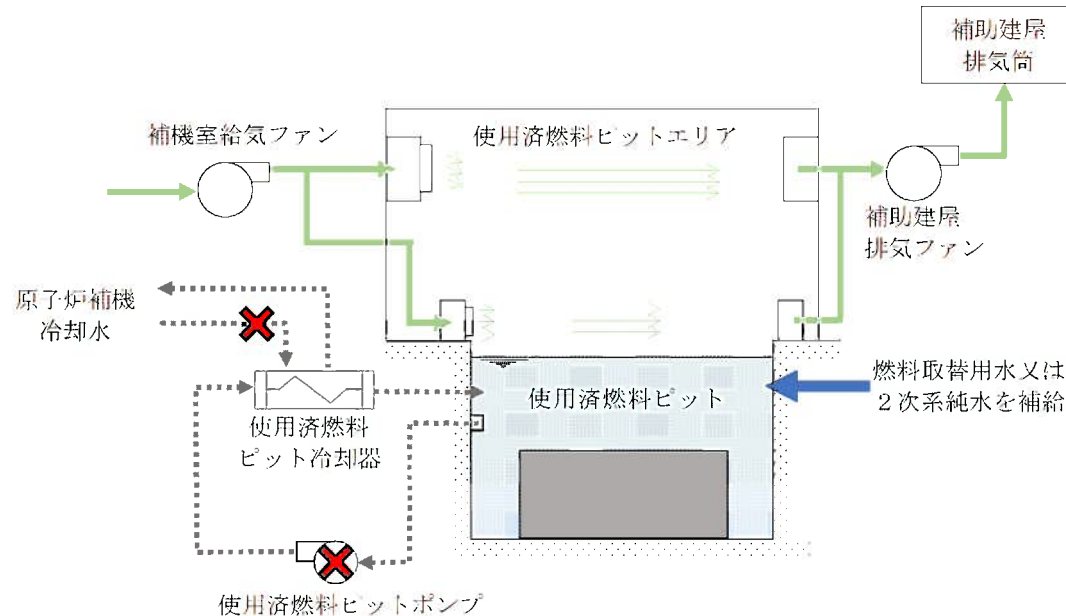 補助建屋
排気筒
補機室給気ファン
使用済燃料ピットエリア
補助建屋
排気ファン
原子炉補機
冷却水
使用済燃料
ピット冷却器
使用済燃料ピット
燃料取替用水又は
２次系純水を補給
使用済燃料ピットポンプ